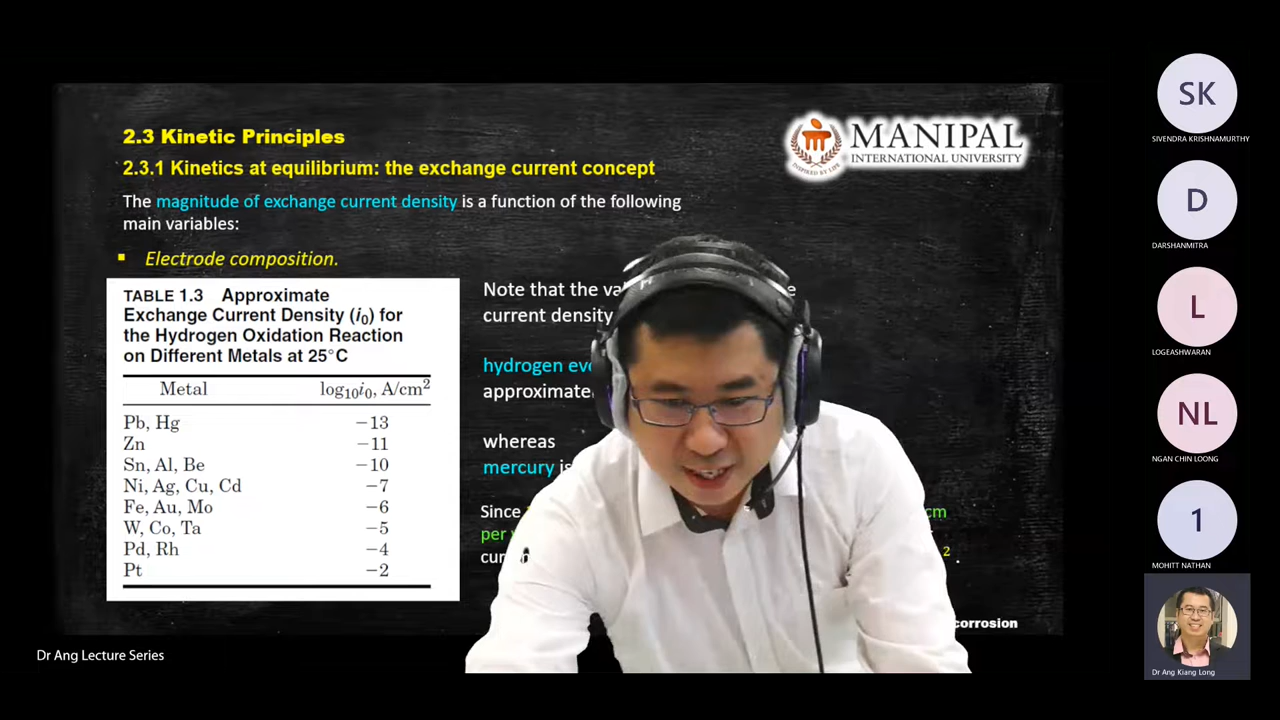 2.3 Kinetic Principles
2.3.1 Kinetics at equilibrium: the exchange current concept
The magnitude of exchange current density is a function of the following
main variables:
▪ Electrode composition.
TABLE 1.3 Approximate
Exchange Current Density (i₀) for
the Hydrogen Oxidation Reaction
on Different Metals at 25°C
Metal log₁₀i₀, A/cm²
Pb, Hg −13
Zn −11
Sn, Al, Be −10
Ni, Ag, Cu, Cd −7
Fe, Au, Mo −6
W, Co, Ta −5
Pd, Rh −4
Pt −2
Note that the
current density
hydrogen
whereas
mercury
Since cm
per
2 .
corrosion
MANIPAL
INTERNATIONAL UNIVERSITY
INSPIRED BY LIFE
Dr Ang Lecture Series
SK
SIVENDRA KRISHNAMURTHY
D
DARSHANMITRA
L
LOGEASHWARAN
NL
NGAN CHIN LOONG
1
MOHITT NATHAN
Dr Ang Kiang Long